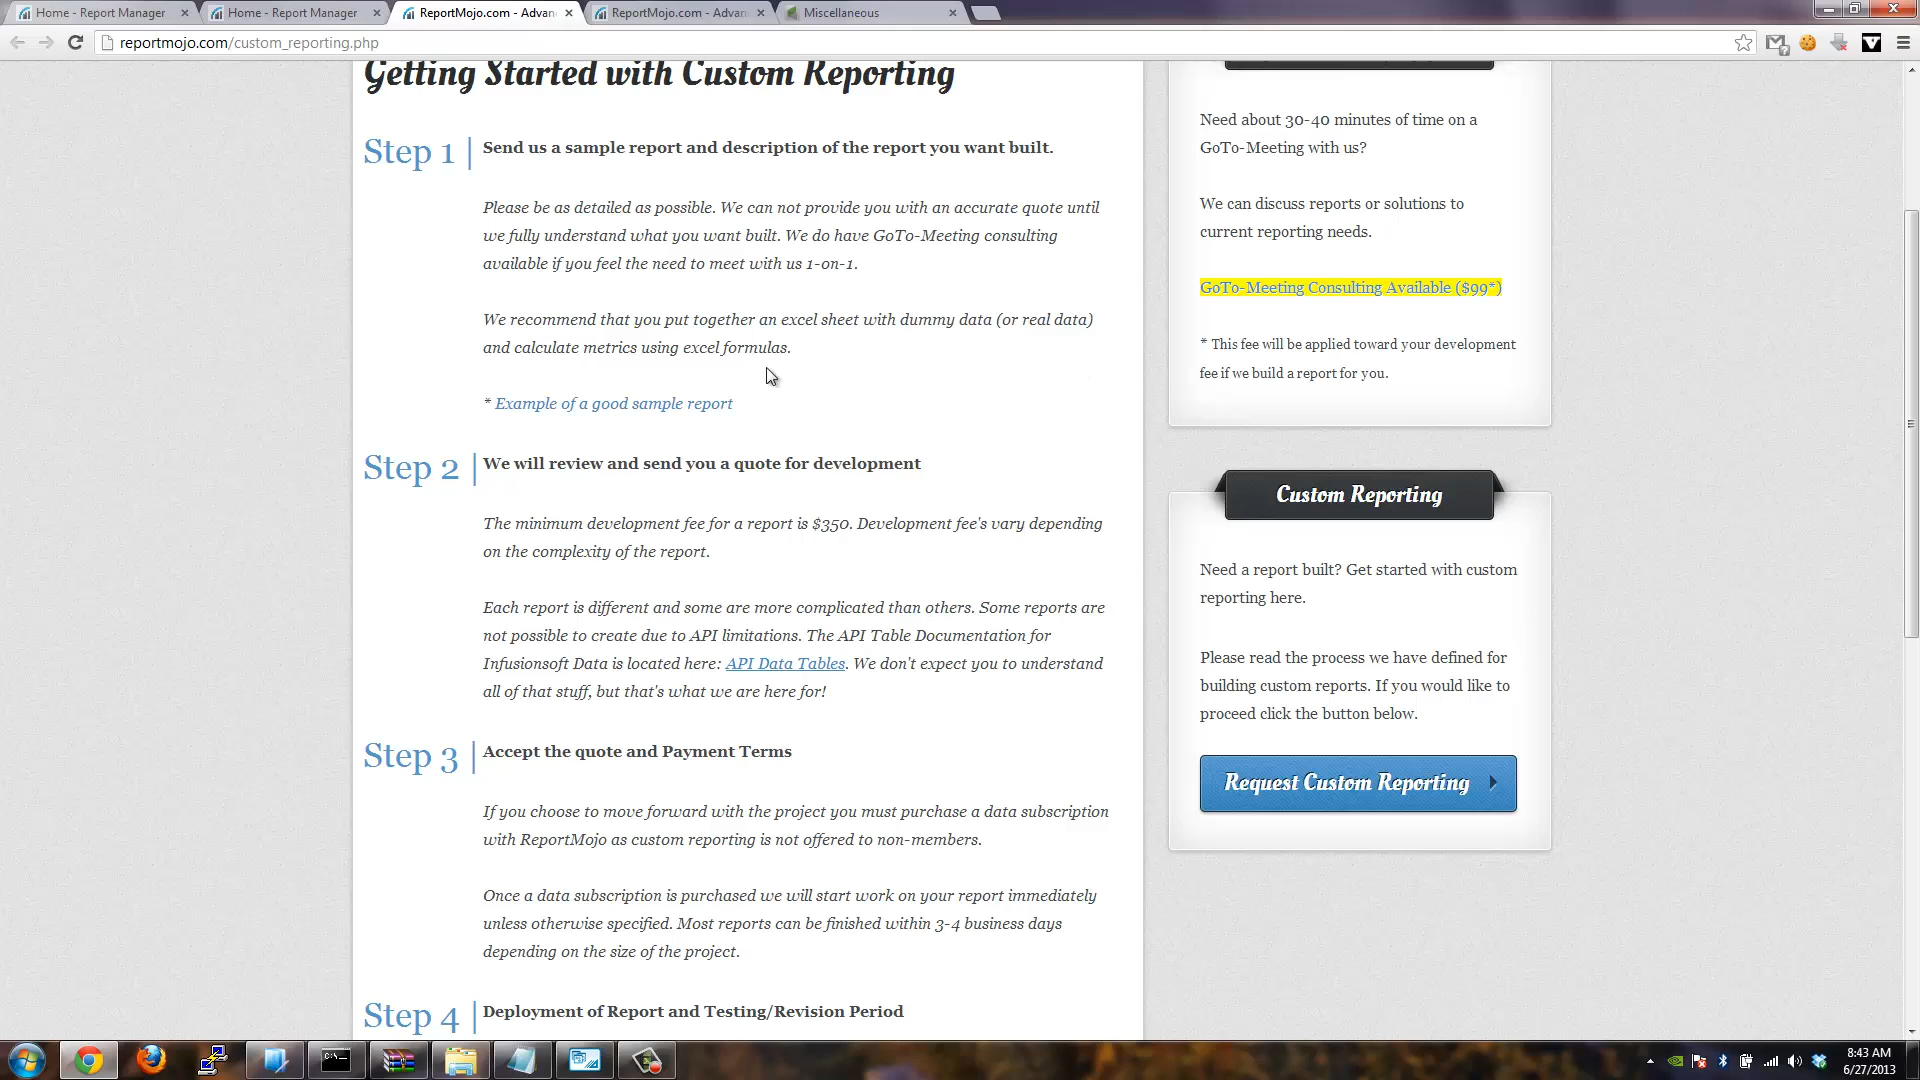 Home - Report Manager
Home - Report Manager
ReportMojo.com - Advan
ReportMojo.com - Advan
Miscellaneous
reportmojo.com/custom_reporting.php
Getting Started with Custom Reporting
Step 1
Send us a sample report and description of the report you want built.
Please be as detailed as possible. We can not provide you with an accurate quote until
we fully understand what you want built. We do have GoTo-Meeting consulting
available if you feel the need to meet with us 1-on-1.
We recommend that you put together an excel sheet with dummy data (or real data)
and calculate metrics using excel formulas.
* Example of a good sample report
Step 2
We will review and send you a quote for development
The minimum development fee for a report is $350. Development fee's vary depending
on the complexity of the report.
Each report is different and some are more complicated than others. Some reports are
not possible to create due to API limitations. The API Table Documentation for
Infusionsoft Data is located here: API Data Tables. We don't expect you to understand
all of that stuff, but that's what we are here for!
Step 3
Accept the quote and Payment Terms
If you choose to move forward with the project you must purchase a data subscription
with ReportMojo as custom reporting is not offered to non-members.
Once a data subscription is purchased we will start work on your report immediately
unless otherwise specified. Most reports can be finished within 3-4 business days
depending on the size of the project.
Step 4
Deployment of Report and Testing/Revision Period
Need about 30-40 minutes of time on a
GoTo-Meeting with us?
We can discuss reports or solutions to
current reporting needs.
GoTo-Meeting Consulting Available ($99*)
* This fee will be applied toward your development
fee if we build a report for you.
Custom Reporting
Need a report built? Get started with custom
reporting here.
Please read the process we have defined for
building custom reports. If you would like to
proceed click the button below.
Request Custom Reporting
8:43 AM
6/27/2013